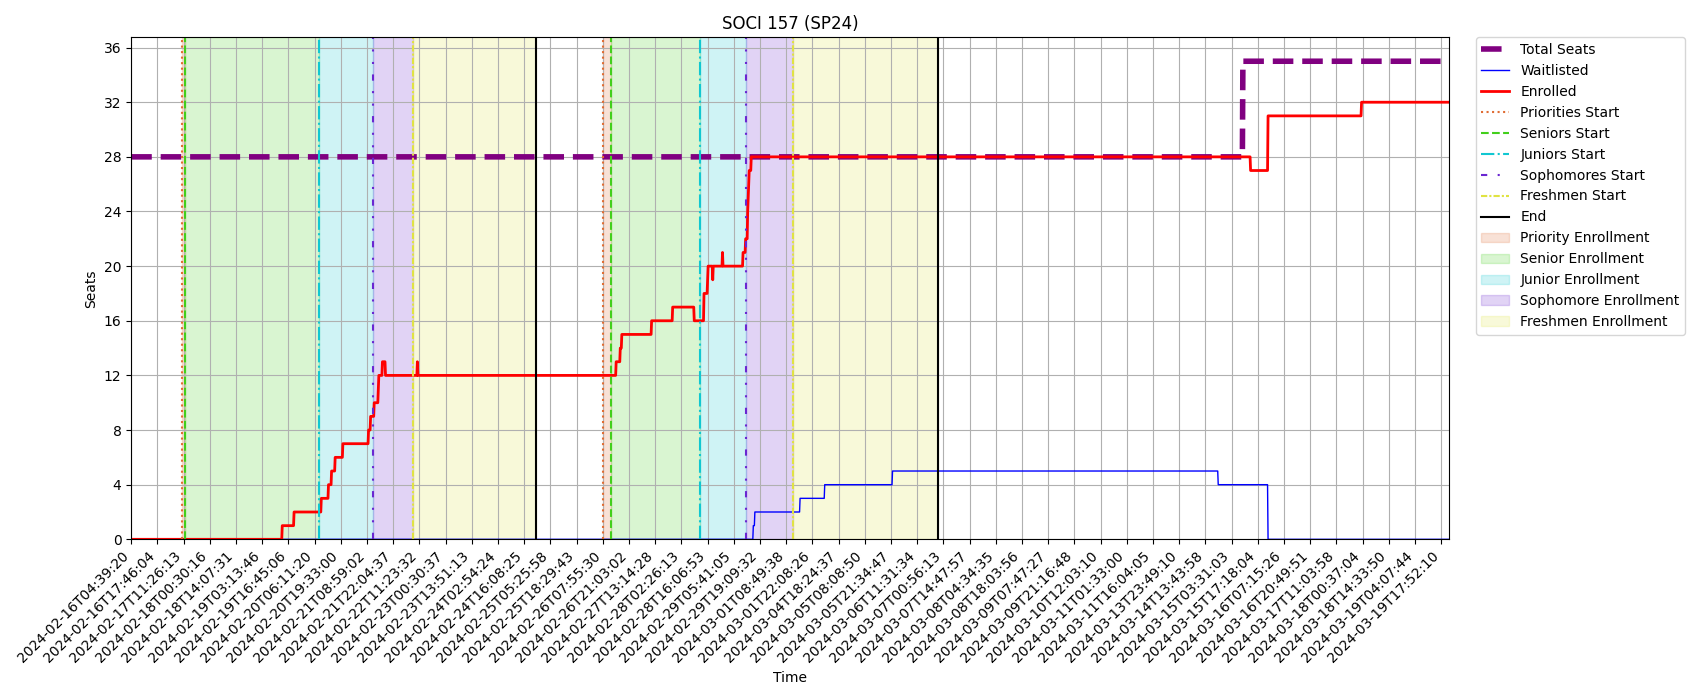 SOCI 157 (SP24)
36
32
28
24
20
16
12
8
4
0
Seats
2024-02-16T04:39:20
2024-02-16T17:46:04
2024-02-17T11:26:13
2024-02-18T00:30:16
2024-02-18T14:07:31
2024-02-19T03:13:46
2024-02-19T16:45:06
2024-02-20T06:11:20
2024-02-20T19:33:00
2024-02-21T08:59:02
2024-02-21T22:04:37
2024-02-22T11:23:32
2024-02-23T00:30:37
2024-02-23T13:51:13
2024-02-24T02:54:24
2024-02-24T16:08:25
2024-02-25T05:25:58
2024-02-25T18:29:43
2024-02-26T07:55:30
2024-02-26T21:03:02
2024-02-27T13:14:28
2024-02-28T02:26:13
2024-02-28T16:06:53
2024-02-29T05:41:05
2024-02-29T19:09:32
2024-03-01T08:49:38
2024-03-01T22:08:26
2024-03-04T18:24:37
2024-03-05T08:08:50
2024-03-05T21:34:47
2024-03-06T11:31:34
2024-03-07T00:56:13
2024-03-07T14:47:57
2024-03-08T04:34:35
2024-03-08T18:03:56
2024-03-09T07:47:27
2024-03-09T21:16:48
2024-03-10T12:03:10
2024-03-11T01:33:00
2024-03-11T16:04:05
2024-03-13T23:49:10
2024-03-14T13:43:58
2024-03-15T03:31:03
2024-03-15T17:18:04
2024-03-16T07:15:26
2024-03-16T20:49:51
2024-03-17T11:03:58
2024-03-18T00:37:04
2024-03-18T14:33:50
2024-03-19T04:07:44
2024-03-19T17:52:10
Time
Total Seats
Waitlisted
Enrolled
Priorities Start
Seniors Start
Juniors Start
Sophomores Start
Freshmen Start
End
Priority Enrollment
Senior Enrollment
Junior Enrollment
Sophomore Enrollment
Freshmen Enrollment